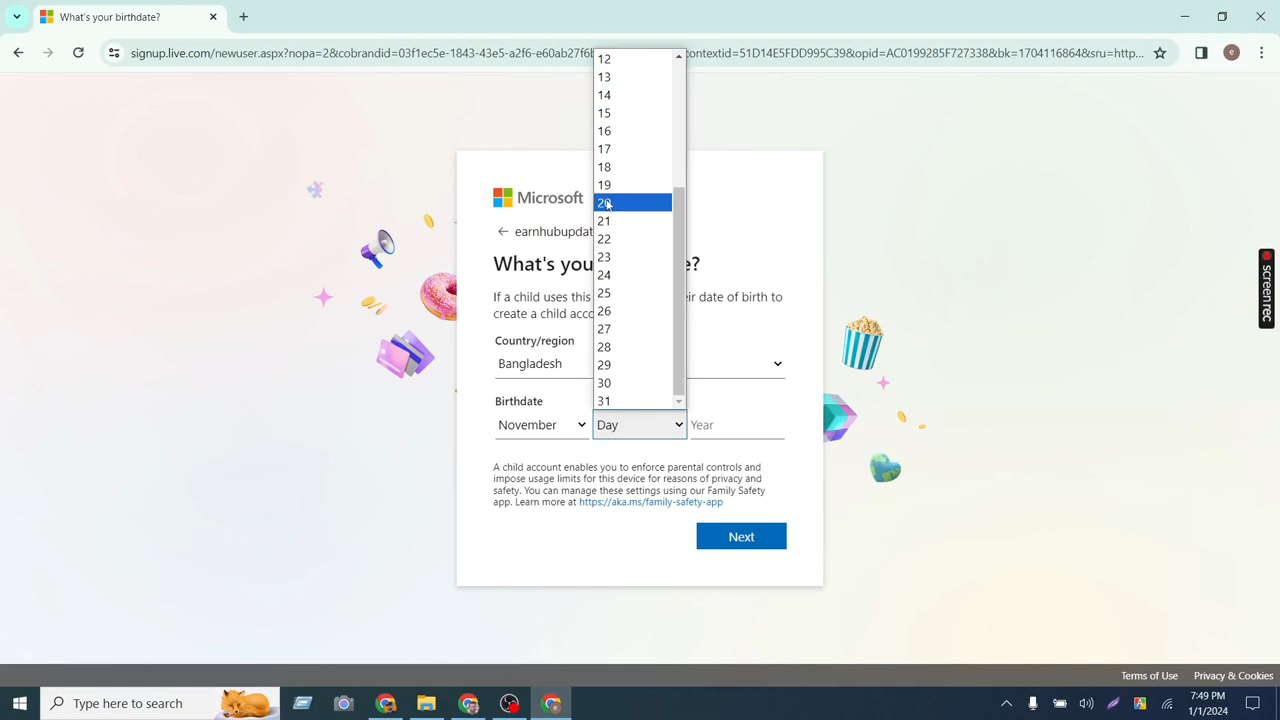 What's your birthdate?
signup.live.com/newuser.aspx?nopa=2&cobrandid=03f1ec5e-1843-43e5-a2f6-e60ab27f6b
contextid=51D14E5FDD995C39&opid=AC0199285F727338&bk=1704116864&sru=http...
e
12
13
14
15
16
17
18
19
20
21
22
23
24
25
26
27
28
29
30
31
Microsoft
earnhubupdat
What's you e?
If a child uses this eir date of birth to
create a child acco
Country/region
Bangladesh
Birthdate
November Day Year
A child account enables you to enforce parental controls and
impose usage limits for this device for reasons of privacy and
safety. You can manage these settings using our Family Safety
app. Learn more at https://aka.ms/family-safety-app
Next
screenrec
Terms of Use Privacy & Cookies
Type here to search
7:49 PM
1/1/2024